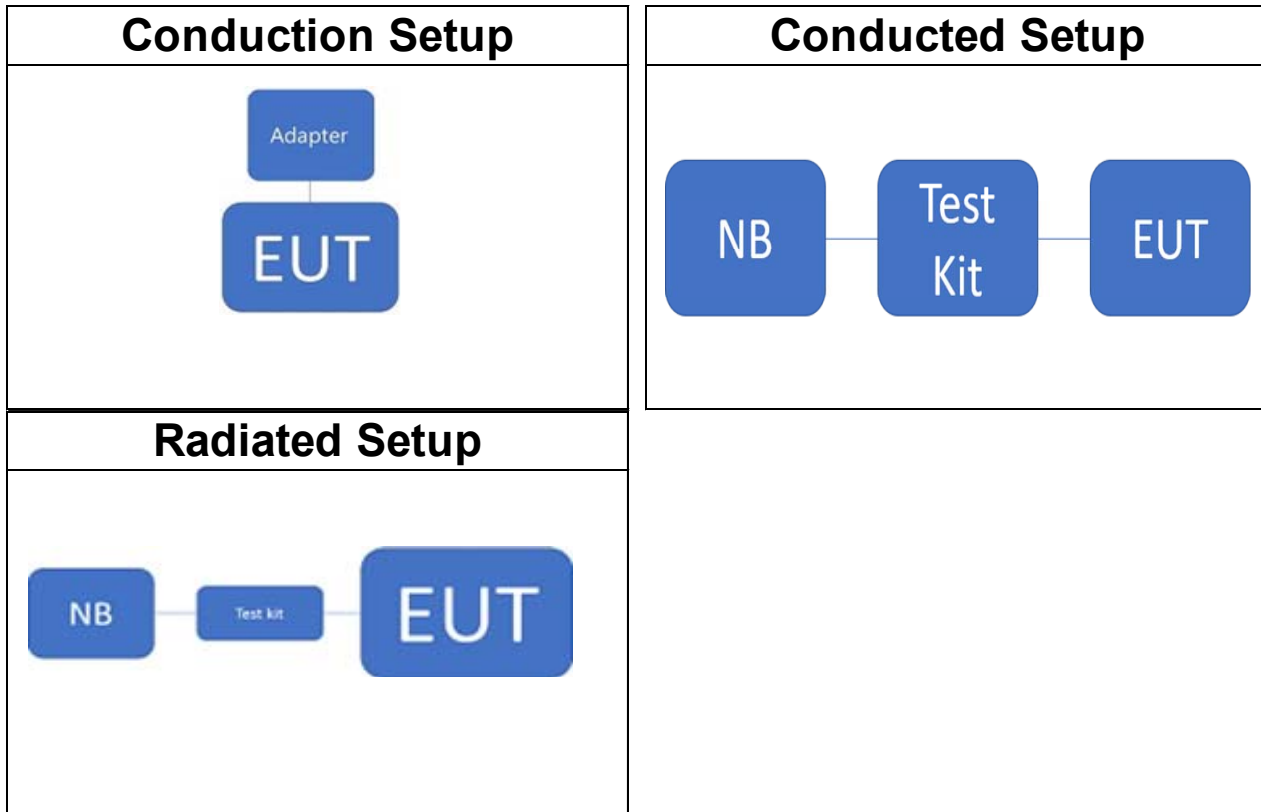 Conduction Setup
Adapter
EUT
Conducted Setup
NB
Test
Kit
EUT
Radiated Setup
NB
Test kit
EUT